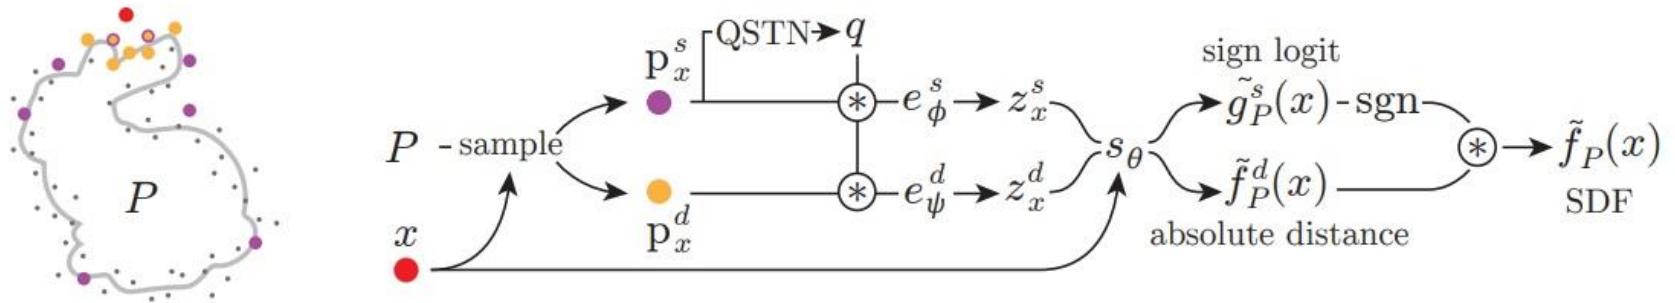 P
P
sample
x
p_x^s
p_x^d
QSTN
q
*
*
e_ϕ^s
z_x^s
e_ψ^d
z_x^d
s_θ
sign logit
g̃_P^s(x)
sgn
f̃_P^d(x)
absolute distance
*
f̃_P(x)
SDF